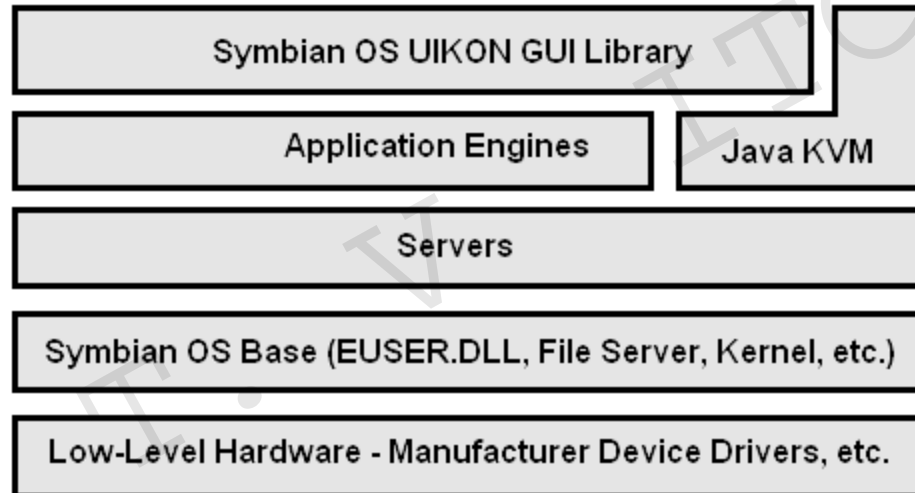 Symbian OS UIKON GUI Library
Application Engines
Java KVM
Servers
Symbian OS Base (EUSER.DLL, File Server, Kernel, etc.)
Low-Level Hardware - Manufacturer Device Drivers, etc.